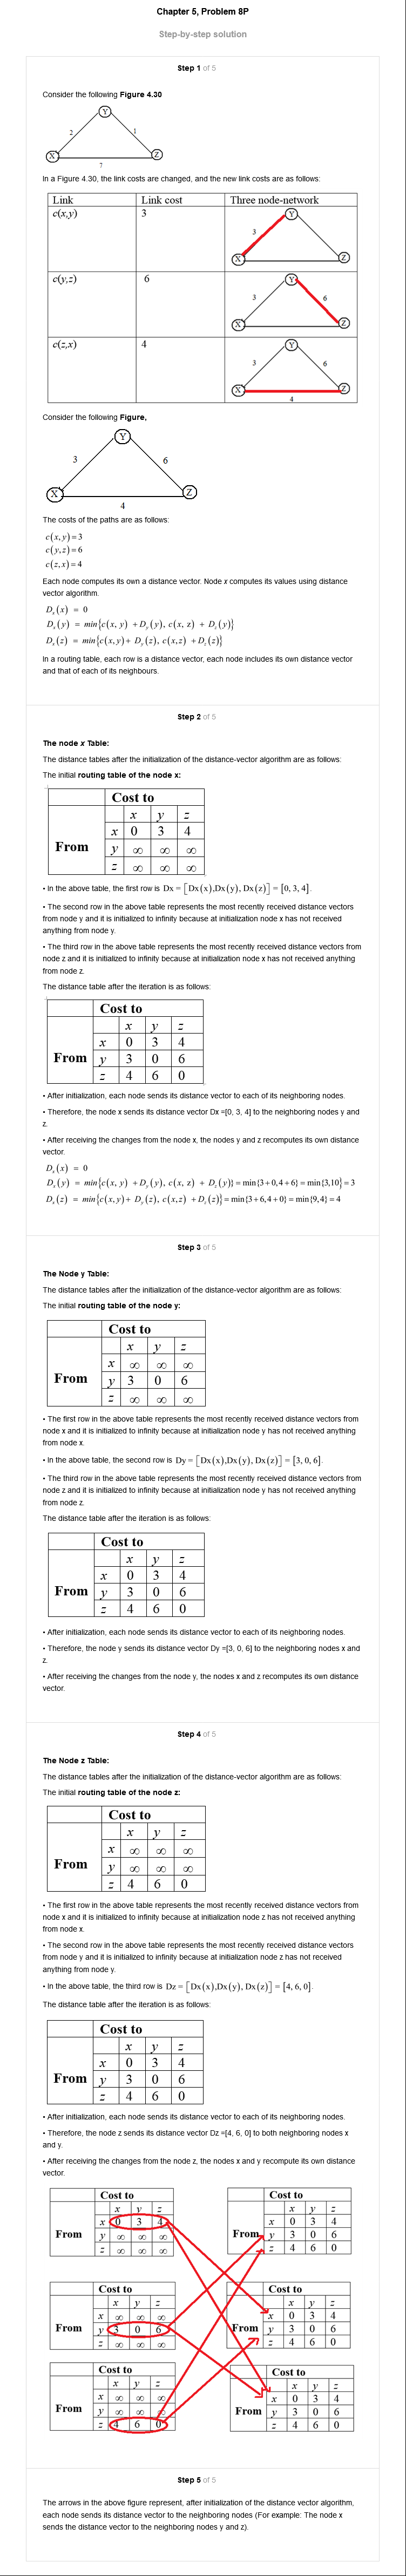 Chapter 5, Problem 8P
Step-by-step solution
Step 1 of 5
Consider the following Figure 4.30
Y
2
1
X
Z
7
In a Figure 4.30, the link costs are changed, and the new link costs are as follows:
Link Link cost Three node-network
c(x,y) 3
Y
3
X Z
c(y,z) 6
Y
3 6
X Z
c(z,x) 4
Y
3 6
X Z
4
Consider the following Figure,
Y
3 6
X Z
4
The costs of the paths are as follows:
c(x, y) = 3
c(y, z) = 6
c(z, x) = 4
Each node computes its own a distance vector. Node x computes its values using distance
vector algorithm.
Dx(x) = 0
Dx(y) = min{c(x, y) + Dy(y), c(x, z) + Dz(y)}
Dx(z) = min{c(x,y)+ Dy(z), c(x,z) +Dz(z)}
In a routing table, each row is a distance vector, each node includes its own distance vector
and that of each of its neighbours.
Step 2 of 5
The node x Table:
The distance tables after the initialization of the distance-vector algorithm are as follows:
The initial routing table of the node x:
Cost to
x y z
x 0 3 4
From y ∞ ∞ ∞
z ∞ ∞ ∞
• In the above table, the first row is Dx = [Dx(x),Dx(y), Dx(z)] = [0, 3, 4].
• The second row in the above table represents the most recently received distance vectors
from node y and it is initialized to infinity because at initialization node x has not received
anything from node y.
• The third row in the above table represents the most recently received distance vectors from
node z and it is initialized to infinity because at initialization node x has not received anything
from node z.
The distance table after the iteration is as follows:
Cost to
x y z
x 0 3 4
From y 3 0 6
z 4 6 0
• After initialization, each node sends its distance vector to each of its neighboring nodes.
• Therefore, the node x sends its distance vector Dx =[0, 3, 4] to the neighboring nodes y and
z.
• After receiving the changes from the node x, the nodes y and z recomputes its own distance
vector.
Dx(x) = 0
Dx(y) = min{c(x, y) +Dy(y), c(x, z) +Dz(y)} = min{3+0,4+6} = min{3,10} = 3
Dx(z) = min{c(x,y)+ Dy(z), c(x,z) +Dz(z)} = min{3+6,4+0} = min{9,4} = 4
Step 3 of 5
The Node y Table:
The distance tables after the initialization of the distance-vector algorithm are as follows:
The initial routing table of the node y:
Cost to
x y z
x ∞ ∞ ∞
From y 3 0 6
z ∞ ∞ ∞
• The first row in the above table represents the most recently received distance vectors from
node x and it is initialized to infinity because at initialization node y has not received anything
from node x.
• In the above table, the second row is Dy = [Dx(x),Dx(y), Dx(z)] = [3, 0, 6].
• The third row in the above table represents the most recently received distance vectors from
node z and it is initialized to infinity because at initialization node y has not received anything
from node z.
The distance table after the iteration is as follows:
Cost to
x y z
x 0 3 4
From y 3 0 6
z 4 6 0
• After initialization, each node sends its distance vector to each of its neighboring nodes.
• Therefore, the node y sends its distance vector Dy =[3, 0, 6] to the neighboring nodes x and
z.
• After receiving the changes from the node y, the nodes x and z recomputes its own distance
vector.
Step 4 of 5
The Node z Table:
The distance tables after the initialization of the distance-vector algorithm are as follows:
The initial routing table of the node z:
Cost to
x y z
x ∞ ∞ ∞
From y ∞ ∞ ∞
z 4 6 0
• The first row in the above table represents the most recently received distance vectors from
node x and it is initialized to infinity because at initialization node z has not received anything
from node x.
• The second row in the above table represents the most recently received distance vectors
from node y and it is initialized to infinity because at initialization node z has not received
anything from node y.
• In the above table, the third row is Dz = [Dx(x),Dx(y), Dx(z)] = [4, 6, 0].
The distance table after the iteration is as follows:
Cost to
x y z
x 0 3 4
From y 3 0 6
z 4 6 0
• After initialization, each node sends its distance vector to each of its neighboring nodes.
• Therefore, the node z sends its distance vector Dz =[4, 6, 0] to both neighboring nodes x
and y.
• After receiving the changes from the node z, the nodes x and y recompute its own distance
vector.
Cost to
x y z
x 0 3 4
From y ∞ ∞ ∞
z ∞ ∞ ∞
Cost to
x y z
x 0 3 4
From y 3 0 6
z 4 6 0
Cost to
x y z
x ∞ ∞ ∞
From y 3 0 6
z ∞ ∞ ∞
Cost to
x y z
x 0 3 4
From y 3 0 6
z 4 6 0
Cost to
x y z
x ∞ ∞ ∞
From y ∞ ∞ ∞
z 4 6 0
Cost to
x y z
x 0 3 4
From y 3 0 6
z 4 6 0
Step 5 of 5
The arrows in the above figure represent, after initialization of the distance vector algorithm,
each node sends its distance vector to the neighboring nodes (For example: The node x
sends the distance vector to the neighboring nodes y and z).